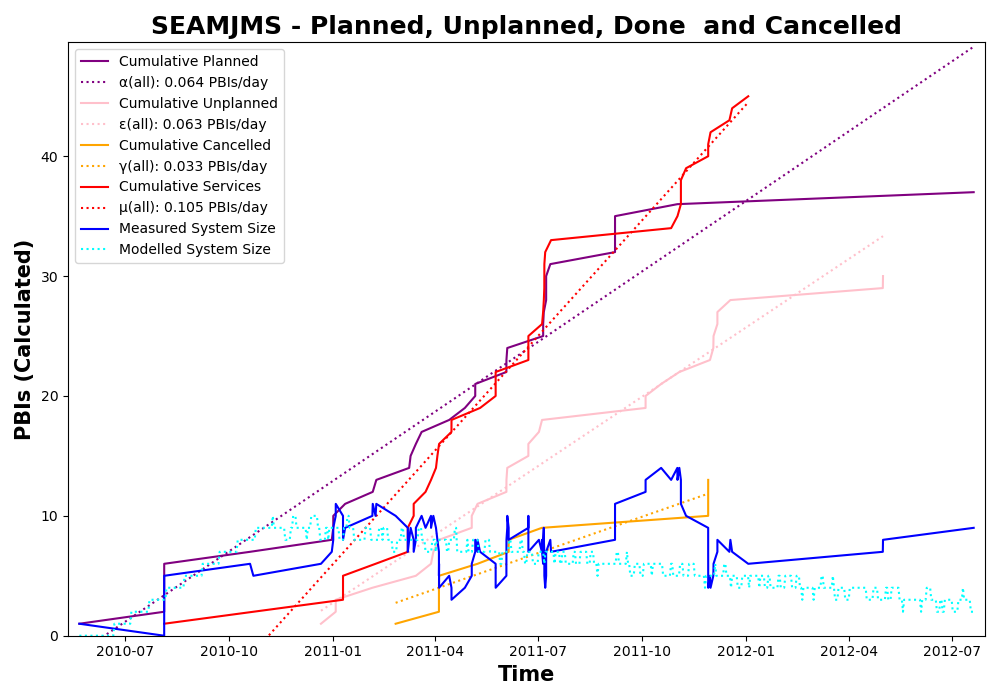 SEAMJMS - Planned, Unplanned, Done  and Cancelled
Cumulative Planned
α(all): 0.064 PBIs/day
Cumulative Unplanned
ε(all): 0.063 PBIs/day
Cumulative Cancelled
γ(all): 0.033 PBIs/day
Cumulative Services
μ(all): 0.105 PBIs/day
Measured System Size
Modelled System Size
PBIs (Calculated)
40
30
20
10
0
2010-07 2010-10 2011-01 2011-04 2011-07 2011-10 2012-01 2012-04 2012-07
Time